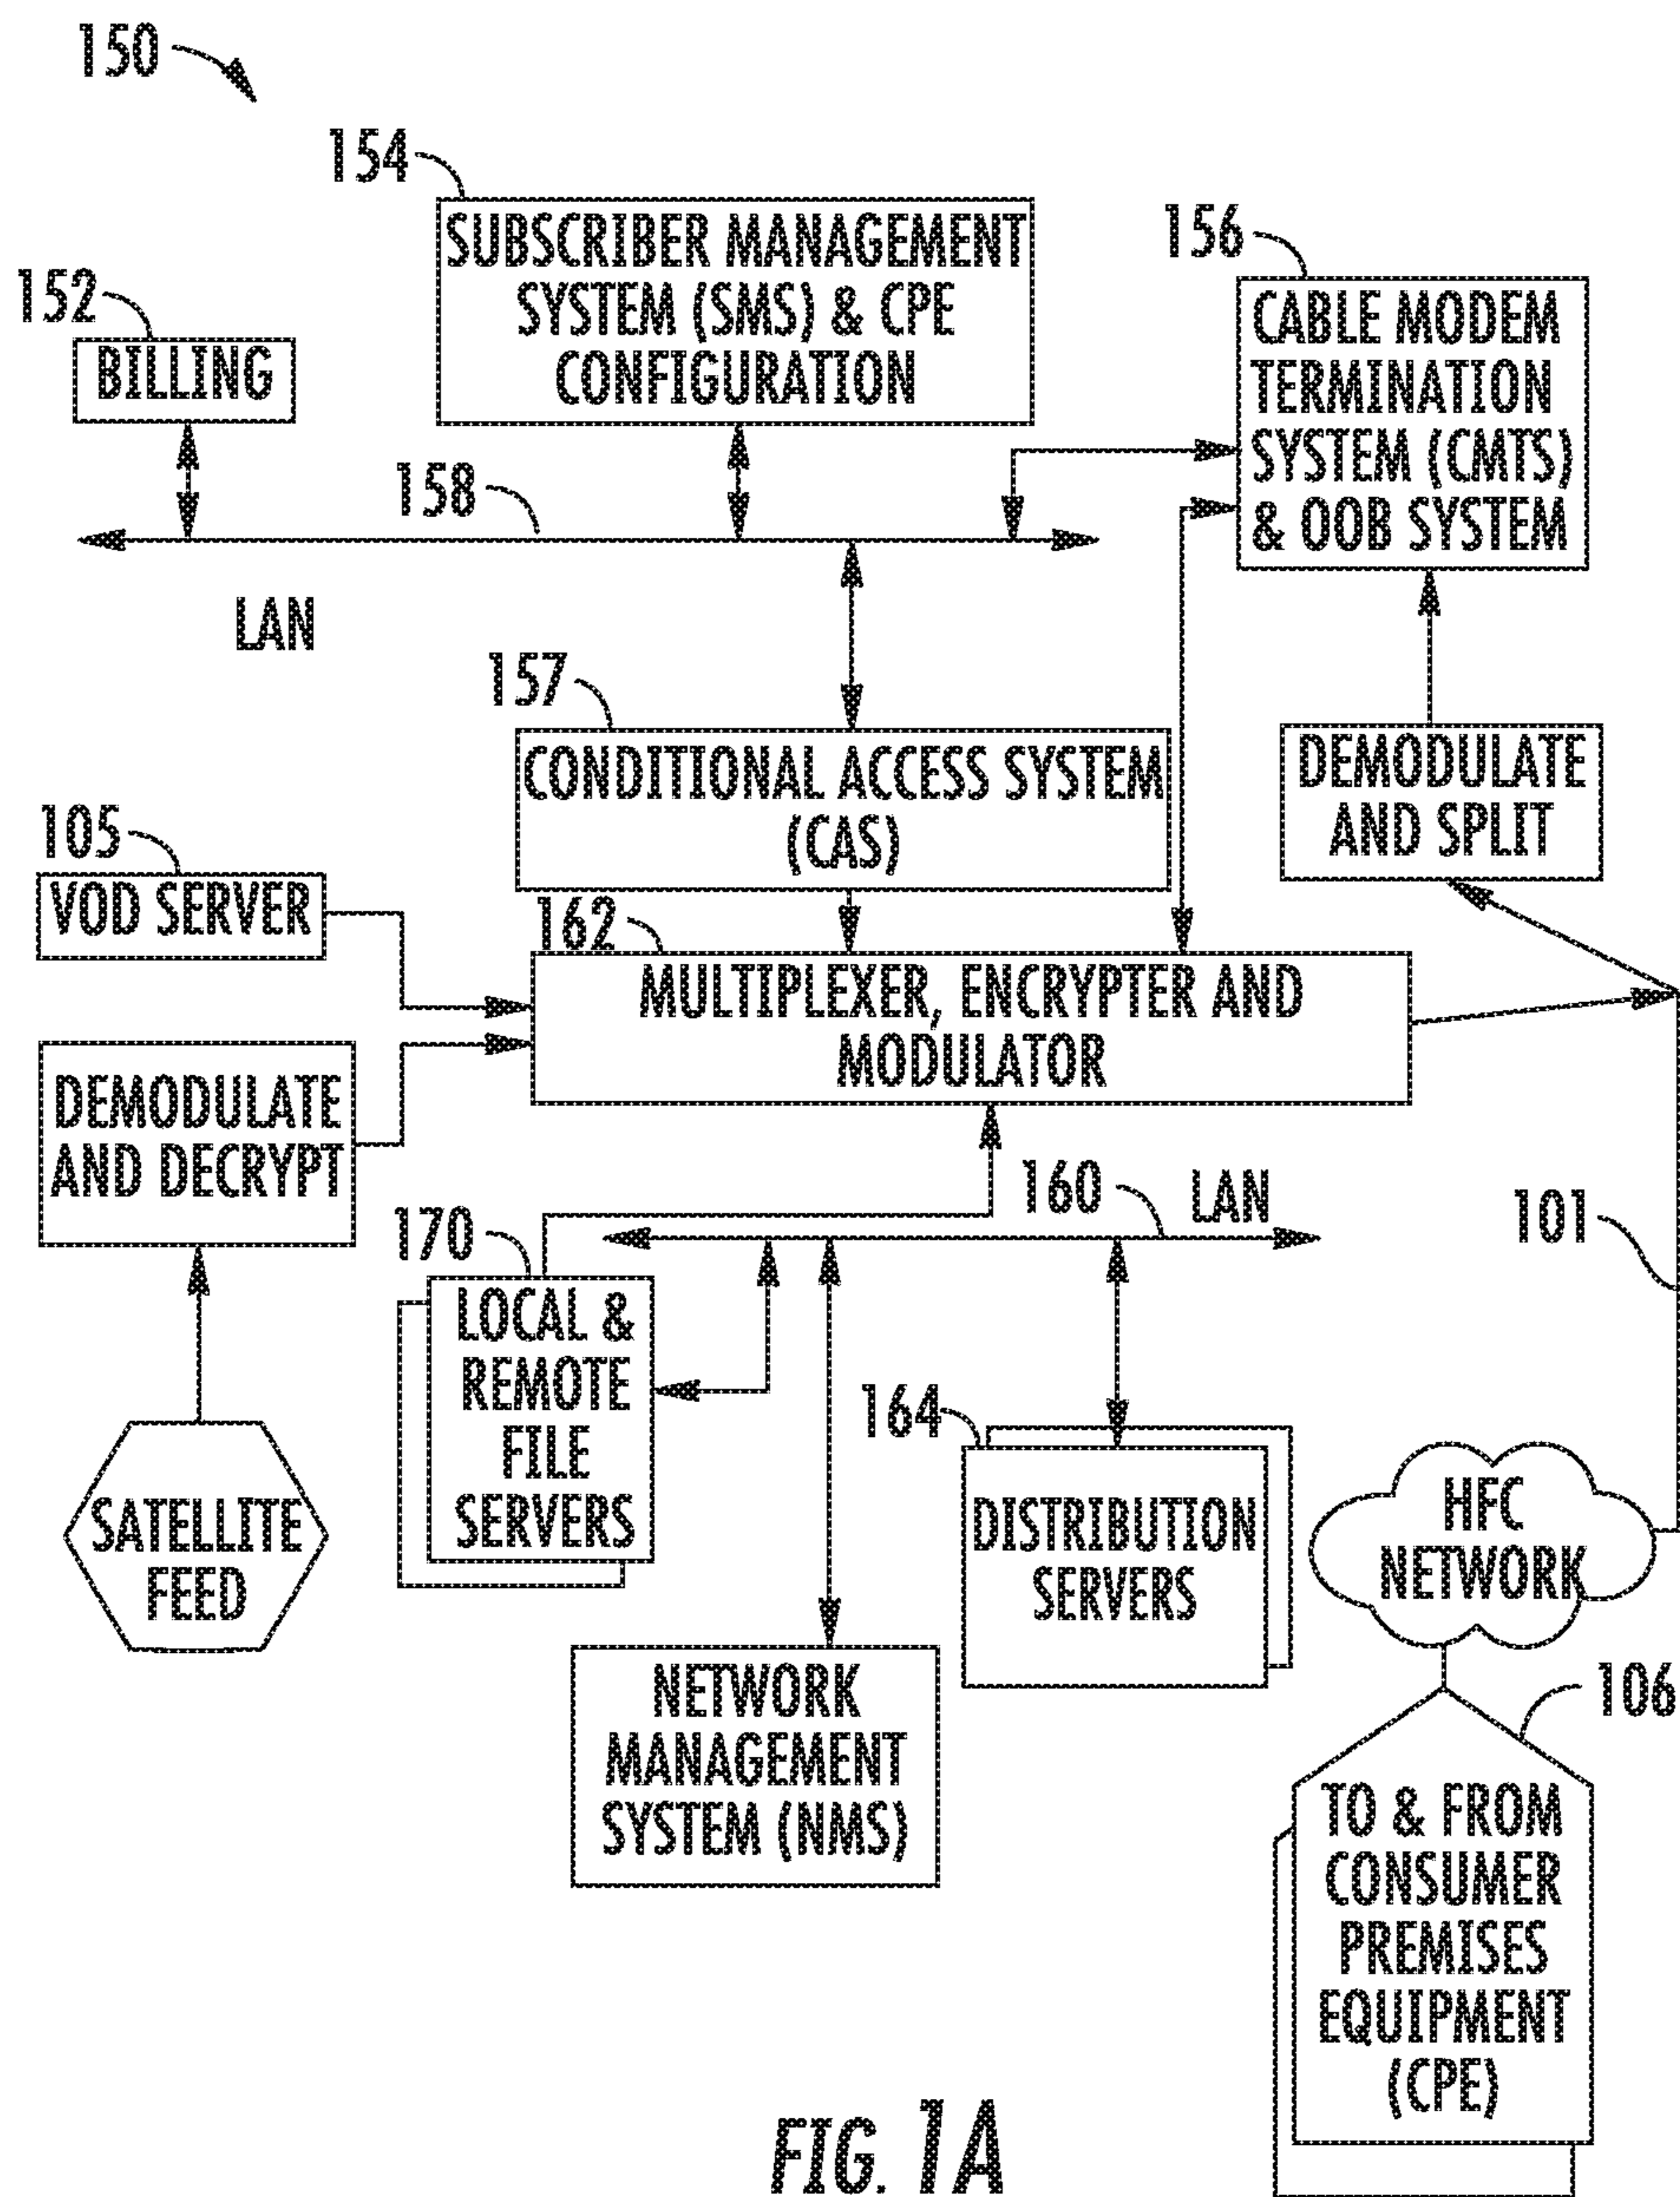 150
154
SUBSCRIBER MANAGEMENT
SYSTEM (SMS) & CPE
CONFIGURATION
156
CABLE MODEM
TERMINATION
SYSTEM (CMTS)
& OOB SYSTEM
152
BILLING
158
LAN
157
CONDITIONAL ACCESS SYSTEM
(CAS)
DEMODULATE
AND SPLIT
105
VOD SERVER
162
MULTIPLEXER, ENCRYPTER AND
MODULATOR
DEMODULATE
AND DECRYPT
160
LAN
101
170
LOCAL &
REMOTE
FILE
SERVERS
164
DISTRIBUTION
SERVERS
SATELLITE
FEED
HFC
NETWORK
NETWORK
MANAGEMENT
SYSTEM (NMS)
106
TO & FROM
CONSUMER
PREMISES
EQUIPMENT
(CPE)
FIG. 1A